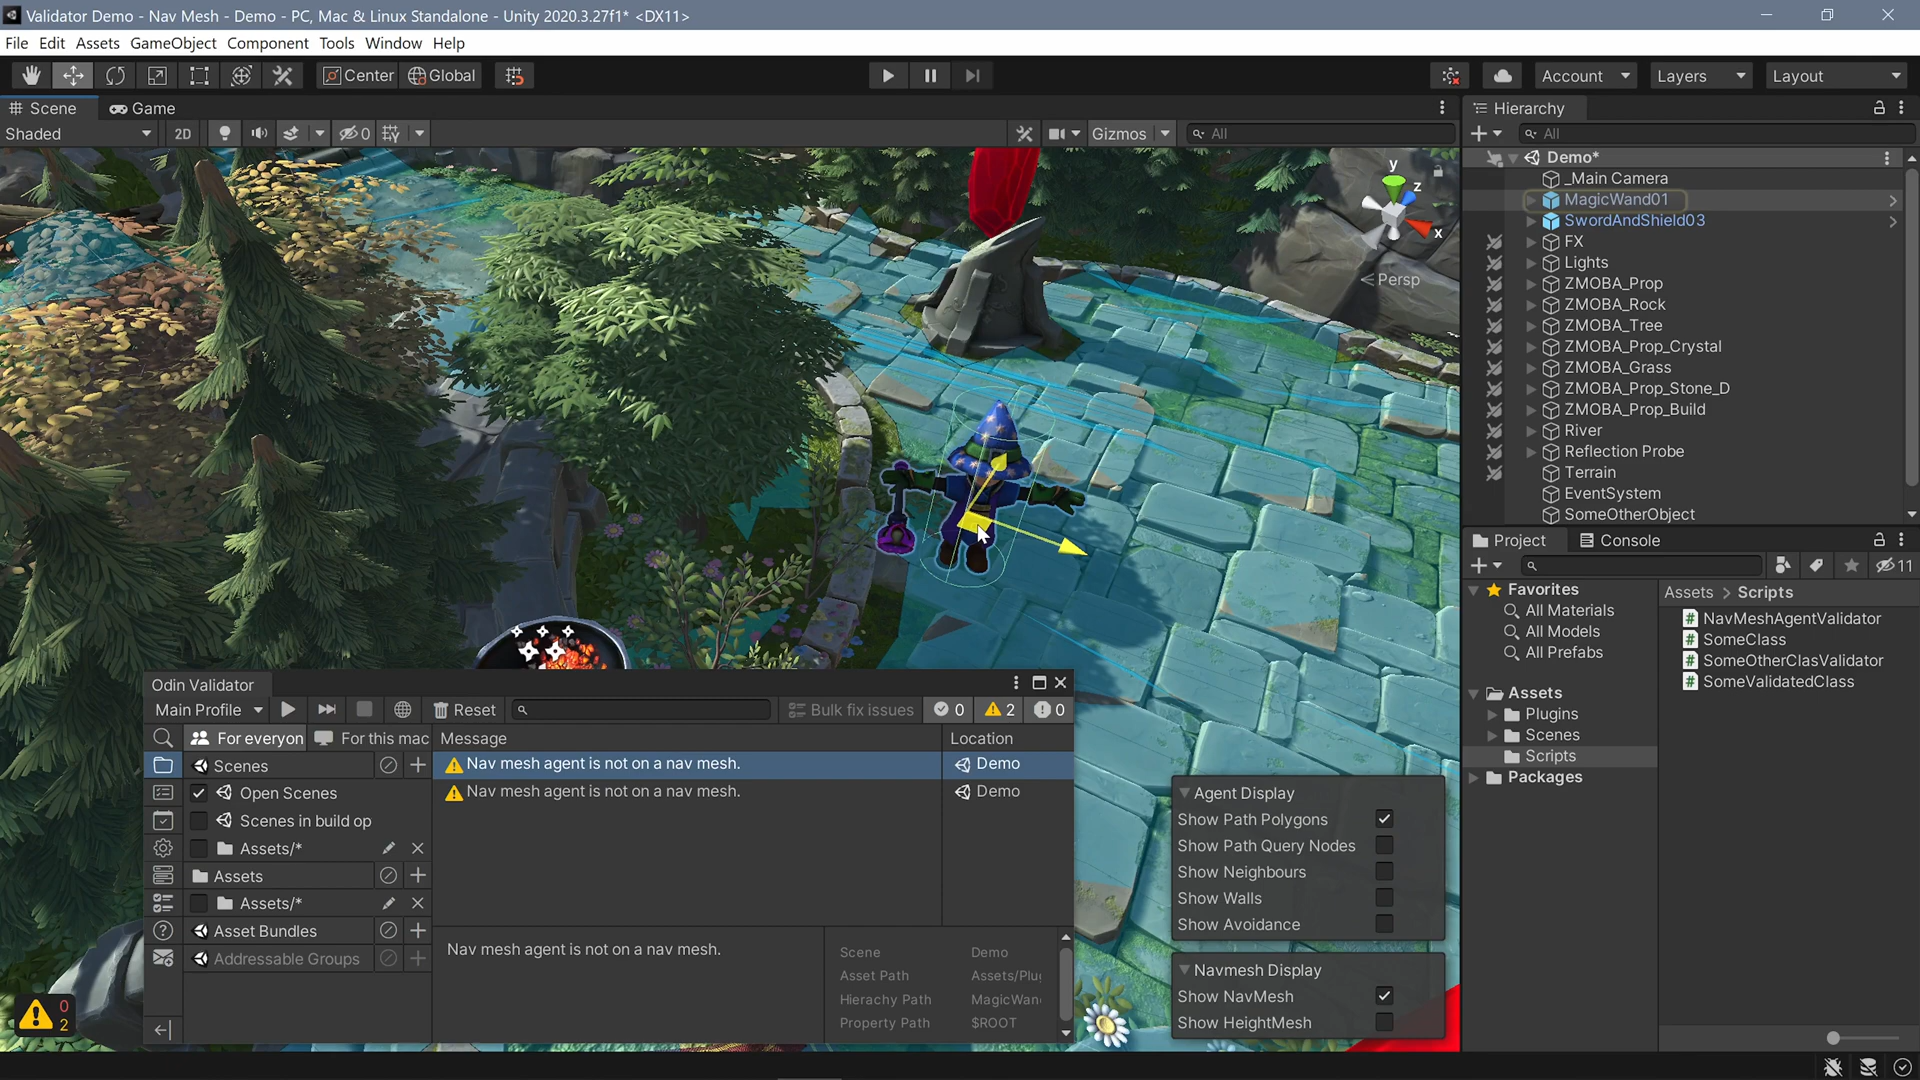 Validator Demo - Nav Mesh - Demo - PC, Mac & Linux Standalone - Unity 2020.3.27f1* <DX11>
File Edit Assets GameObject Component Tools Window Help
Center Global Account Layers Layout
Scene Game
Shaded 2D 0 Gizmos All
y
z
x
Persp
Hierarchy
All
Demo*
_Main Camera
MagicWand01
SwordAndShield03
FX
Lights
ZMOBA_Prop
ZMOBA_Rock
ZMOBA_Tree
ZMOBA_Prop_Crystal
ZMOBA_Grass
ZMOBA_Prop_Stone_D
ZMOBA_Prop_Build
River
Reflection Probe
Terrain
EventSystem
SomeOtherObject
Project Console
11
Favorites
All Materials
All Models
All Prefabs
Assets
Plugins
Scenes
Scripts
Packages
Assets > Scripts
NavMeshAgentValidator
SomeClass
SomeOtherClasValidator
SomeValidatedClass
Odin Validator
Main Profile Reset Bulk fix issues 0 2 0
For everyon For this mac Message Location
Scenes
Open Scenes
Scenes in build op
Assets/*
Assets
Assets/*
Asset Bundles
Addressable Groups
Nav mesh agent is not on a nav mesh. Demo
Nav mesh agent is not on a nav mesh. Demo
Nav mesh agent is not on a nav mesh.
Scene Demo
Asset Path Assets/Plu
Hierachy Path MagicWan
Property Path $ROOT
Agent Display
Show Path Polygons
Show Path Query Nodes
Show Neighbours
Show Walls
Show Avoidance
Navmesh Display
Show NavMesh
Show HeightMesh
0
2